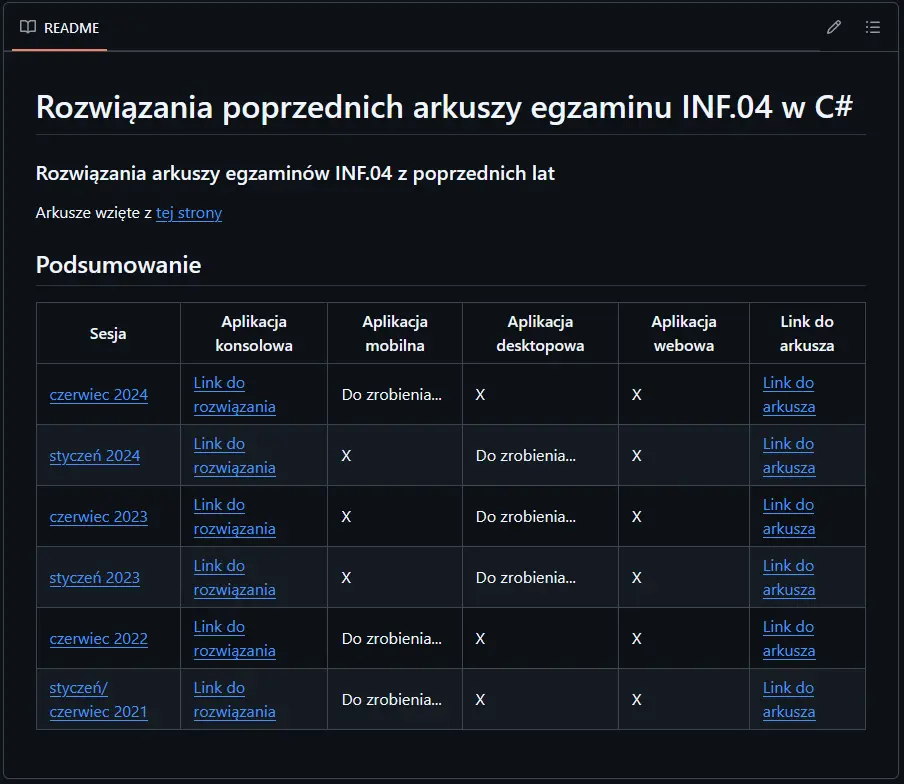 README
Rozwiązania poprzednich arkuszy egzaminu INF.04 w C#
Rozwiązania arkuszy egzaminów INF.04 z poprzednich lat
Arkusze wzięte z tej strony
Podsumowanie
Sesja Aplikacja konsolowa Aplikacja mobilna Aplikacja desktopowa Aplikacja webowa Link do arkusza
czerwiec 2024 Link do rozwiązania Do zrobienia... X X Link do arkusza
styczeń 2024 Link do rozwiązania X Do zrobienia... X Link do arkusza
czerwiec 2023 Link do rozwiązania X Do zrobienia... X Link do arkusza
styczeń 2023 Link do rozwiązania X Do zrobienia... X Link do arkusza
czerwiec 2022 Link do rozwiązania Do zrobienia... X X Link do arkusza
styczeń/ czerwiec 2021 Link do rozwiązania Do zrobienia... X X Link do arkusza